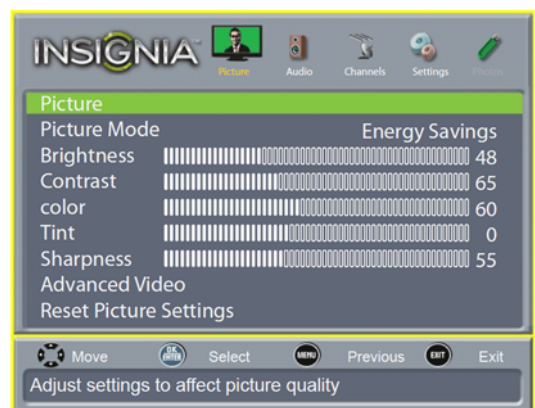 INSIGNIA
Picture Audio Channels Settings Photos
Picture
Picture Mode Energy Savings
Brightness 48
Contrast 65
color 60
Tint 0
Sharpness 55
Advanced Video
Reset Picture Settings
Move OK ENTER Select MENU Previous EXIT Exit
Adjust settings to affect picture quality